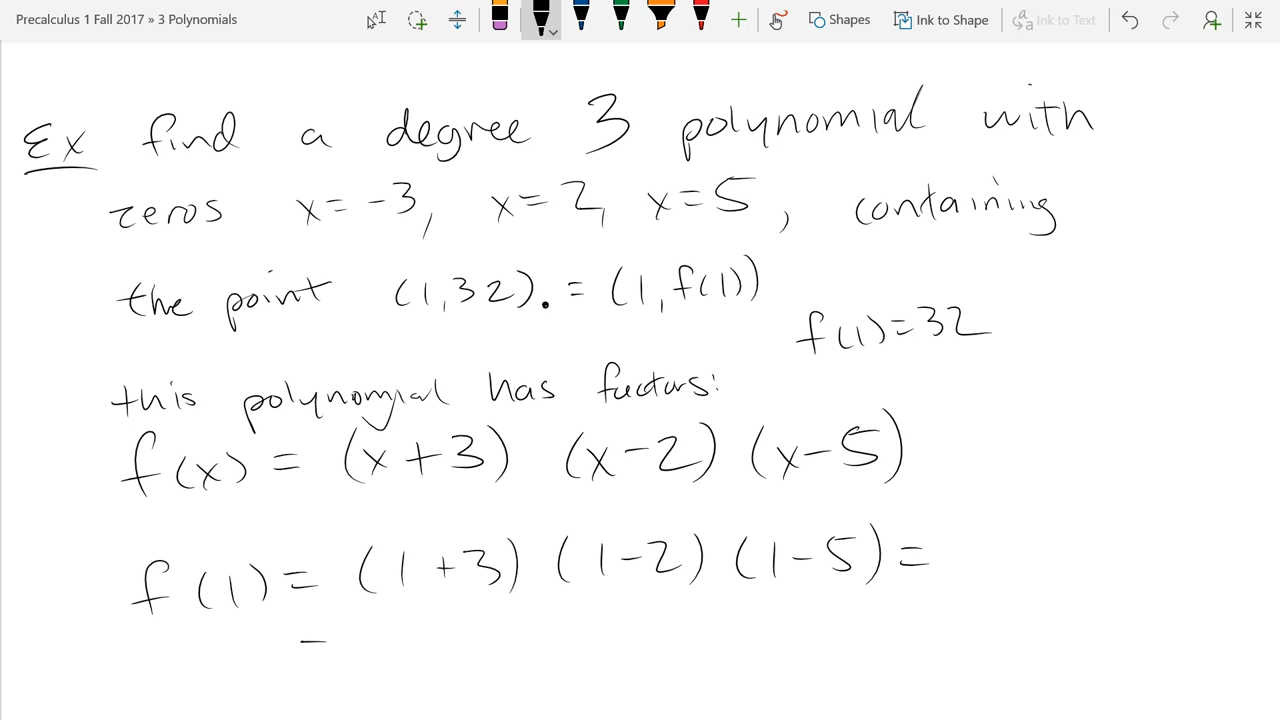 Precalculus 1 Fall 2017 » 3 Polynomials
Shapes
Ink to Shape
Ink to Text
Ex find a degree 3 polynomial with
zeros x=-3, x=2, x=5, containing
the point (1,32). = (1,f(1))
f(1)=32
this polynomial has factors:
f(x) = (x+3) (x-2) (x-5)
f(1) = (1+3) (1-2) (1-5) =